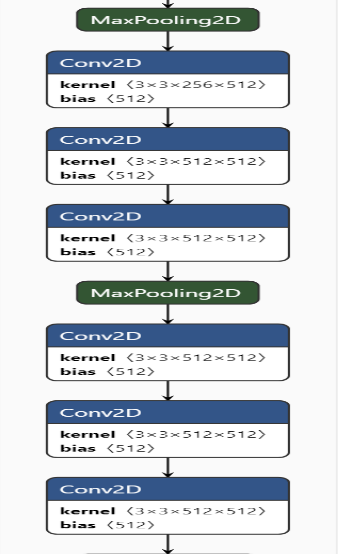 MaxPooling2D
Conv2D
kernel ⟨3×3×256×512⟩
bias ⟨512⟩
Conv2D
kernel ⟨3×3×512×512⟩
bias ⟨512⟩
Conv2D
kernel ⟨3×3×512×512⟩
bias ⟨512⟩
MaxPooling2D
Conv2D
kernel ⟨3×3×512×512⟩
bias ⟨512⟩
Conv2D
kernel ⟨3×3×512×512⟩
bias ⟨512⟩
Conv2D
kernel ⟨3×3×512×512⟩
bias ⟨512⟩